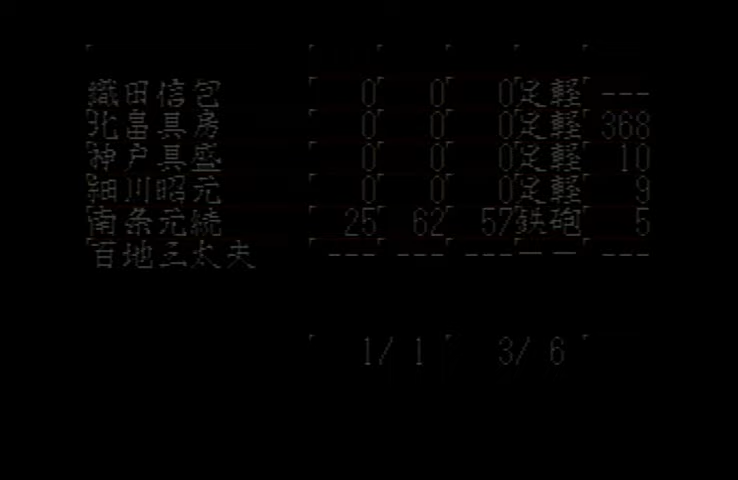 織田信包 0 0 0足軽 ---
北畠具房 0 0 0足軽 368
神戸具盛 0 0 0足軽 10
細川昭元 0 0 0足軽 9
南条元続 25 62 57鉄砲 5
百地三太夫 --- --- ---−− ---
1/ 1 3/ 6